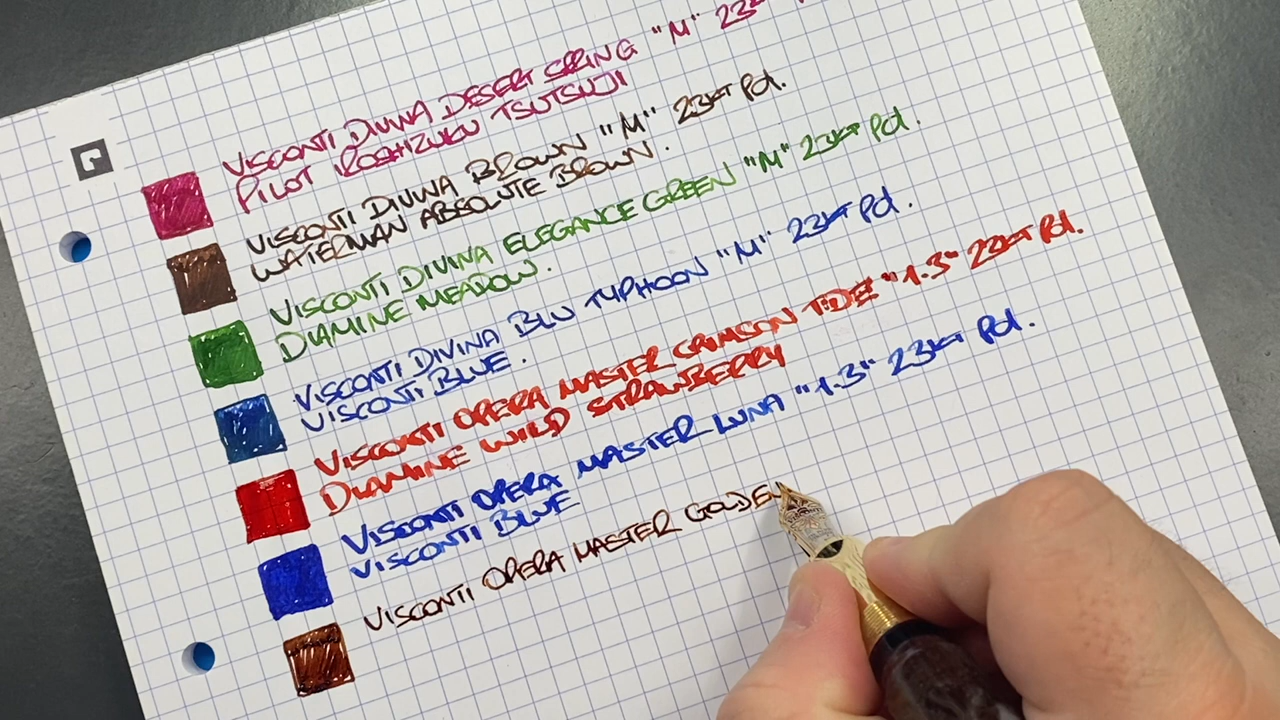 VISCONTI DIVINA DESERT SPRING "M" 23KT
PILOT IROSHIZUKU TSUTSUJI
VISCONTI DIVINA BROWN "M" 23KT Pd.
WATERMAN ABSOLUTE BROWN.
VISCONTI DIVINA ELEGANCE GREEN "M" 23KT Pd.
DIAMINE MEADOW.
VISCONTI DIVINA BLU TYPHOON "M" 23KT Pd.
VISCONTI BLUE.
VISCONTI OPERA MASTER CRIMSON TIDE "1.3" 23KT Pd.
DIAMINE WILD STRAWBERRY
VISCONTI OPERA MASTER LUNA "1.3" 23KT Pd.
VISCONTI BLUE
VISCONTI OPERA MASTER GOLDEN